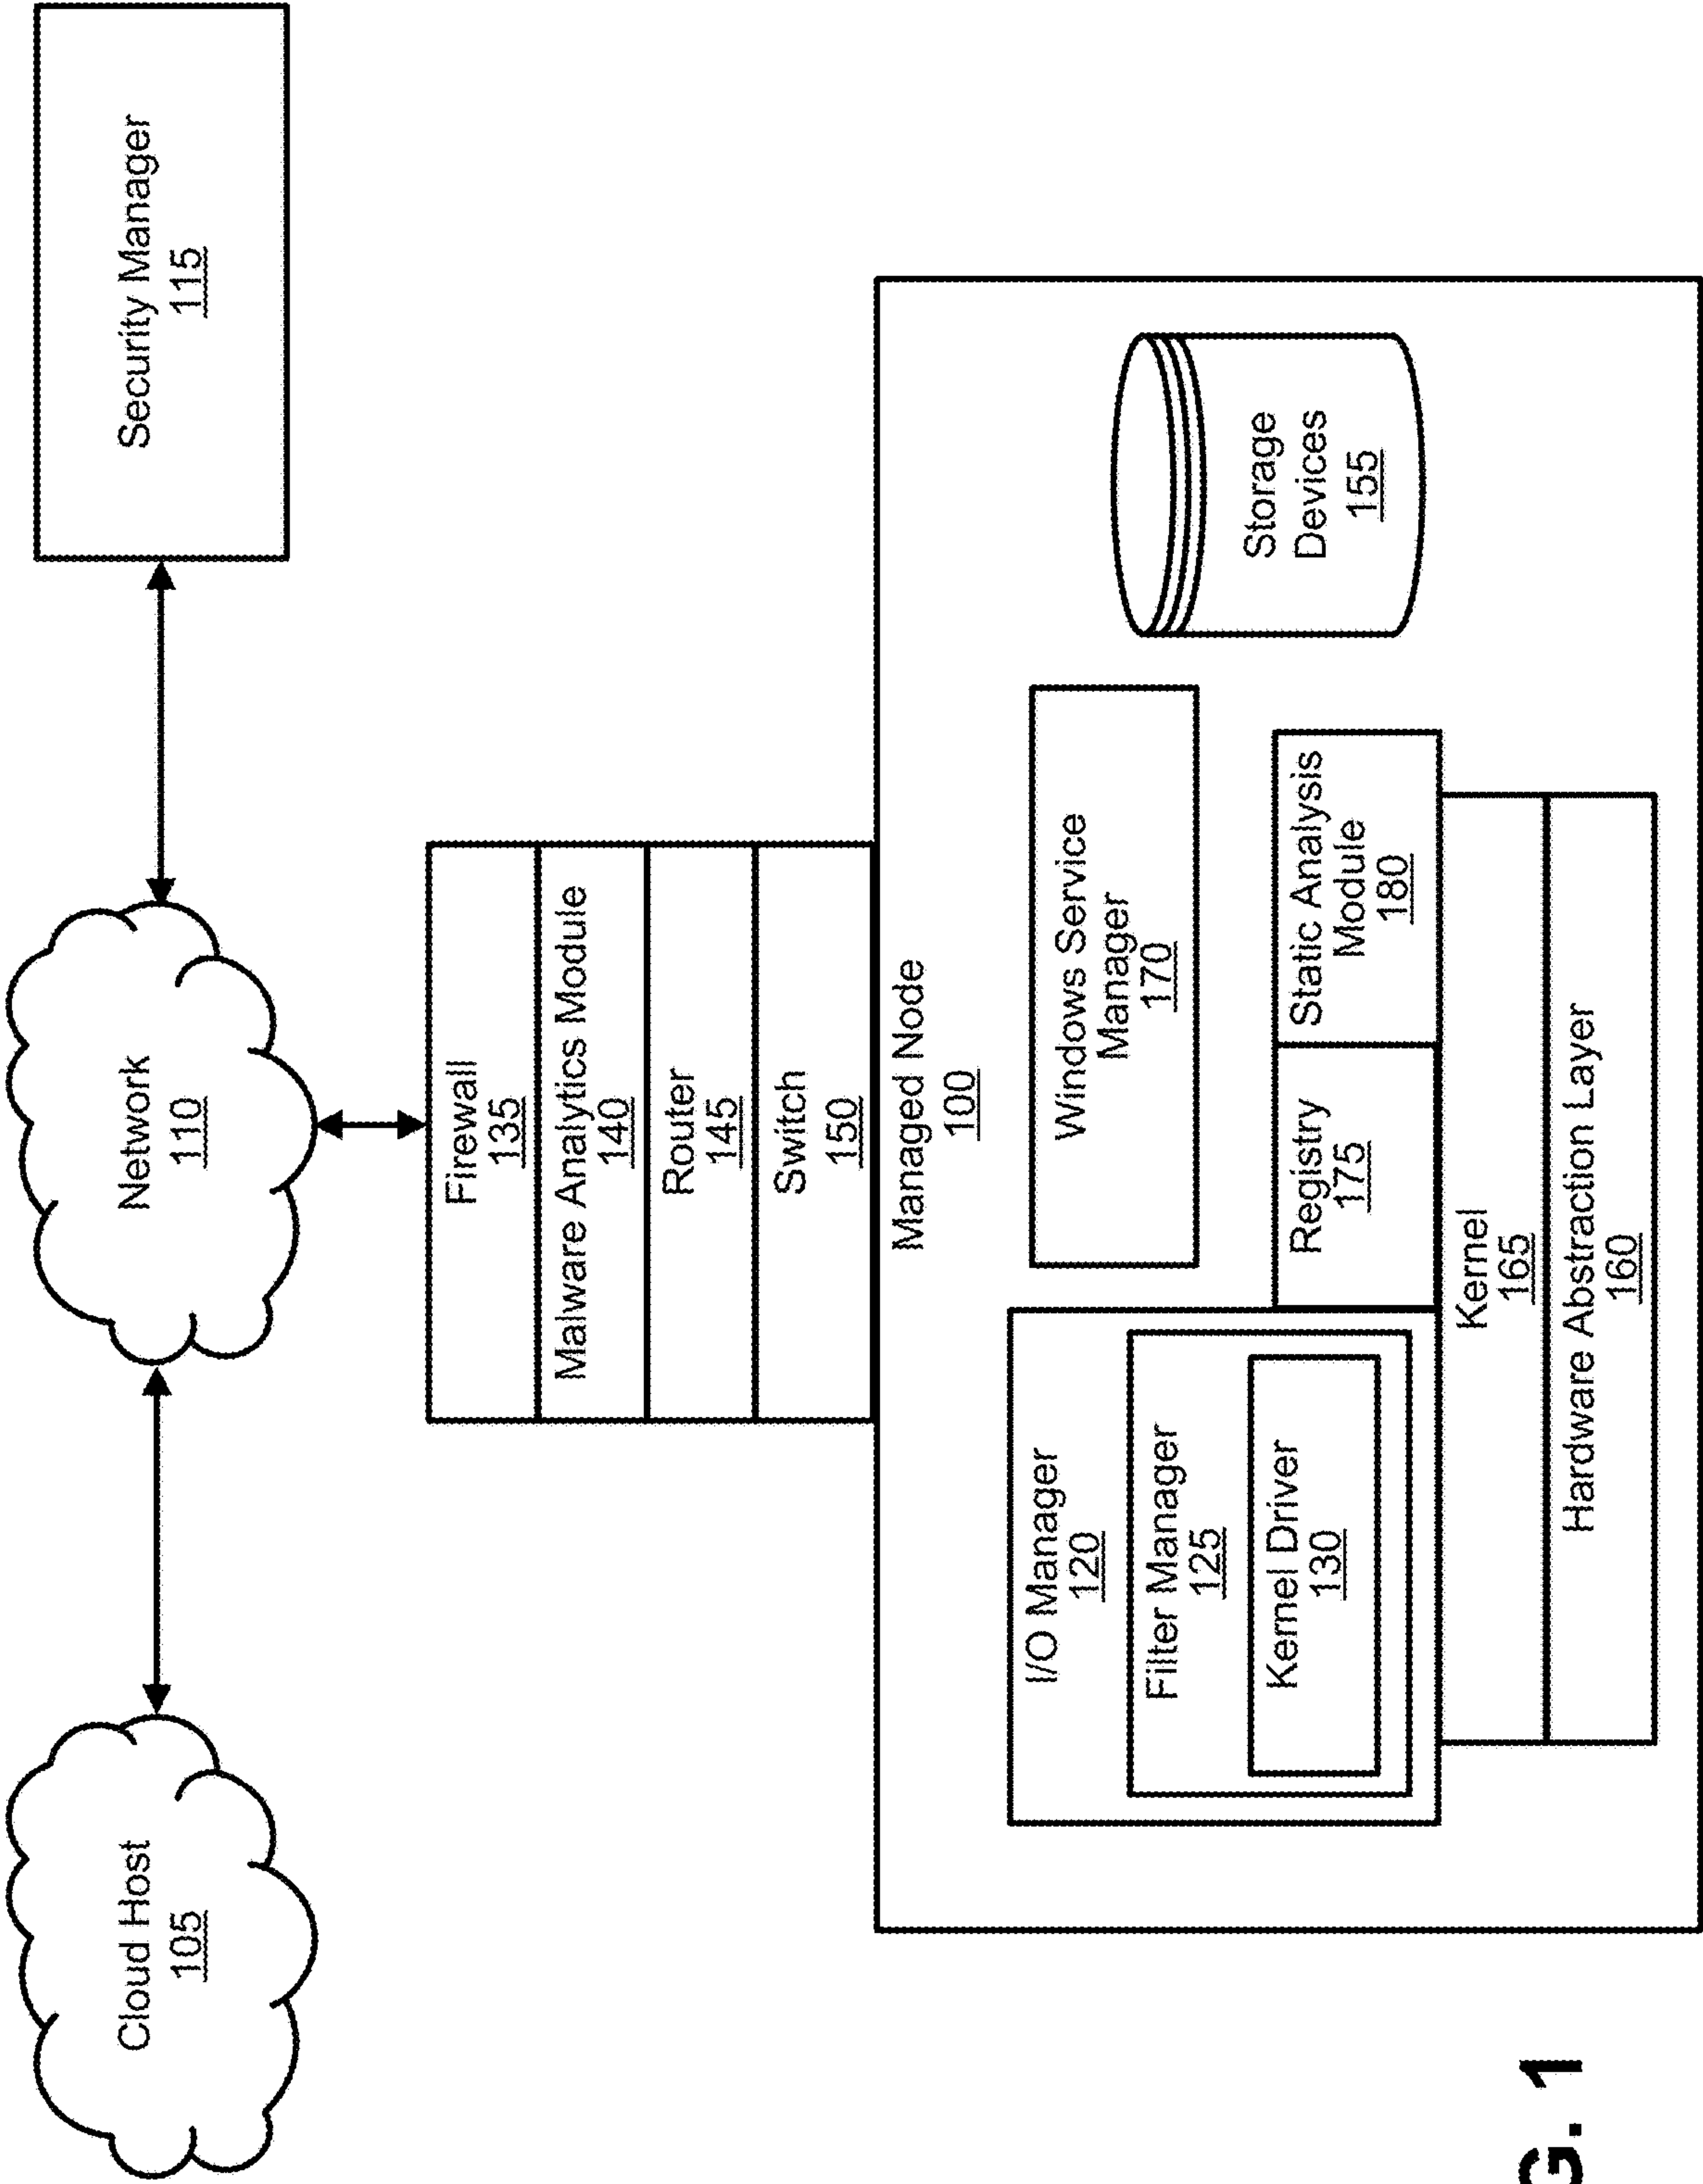 Cloud Host
105
Network
110
Security Manager
115
Firewall
135
Malware Analytics Module
140
Router
145
Switch
150
Managed Node
100
I/O Manager
120
Filter Manager
125
Kernel Driver
130
Windows Service
Manager
170
Registry
175
Static Analysis
Module
180
Storage
Devices
155
Kernel
165
Hardware Abstraction Layer
160
G. 1